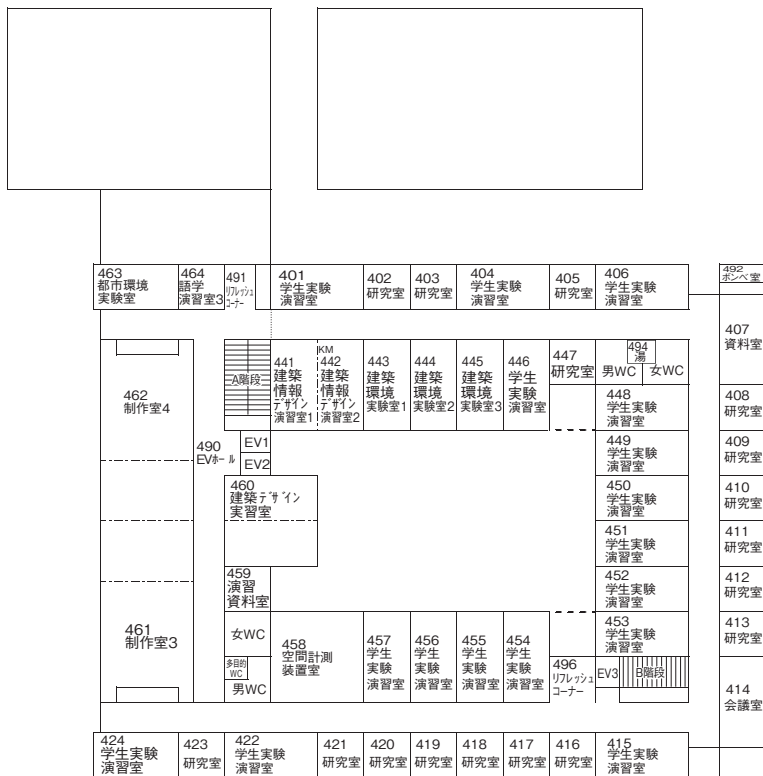 463
都市環境
実験室
464
語学
演習室3
491
リフレッシュ
コーナー
401
学生実験
演習室
402
研究室
403
研究室
404
学生実験
演習室
405
研究室
406
学生実験
演習室
492
ボンベ室
407
資料室
462
制作室4
A階段
441
建築
情報
デザイン
演習室1
KM
442
建築
情報
デザイン
演習室2
443
建築
環境
実験室1
444
建築
環境
実験室2
445
建築
環境
実験室3
446
学生
実験
演習室
447
研究室
494
湯
男WC
女WC
448
学生実験
演習室
408
研究室
490
EVホール
EV1
EV2
449
学生実験
演習室
409
研究室
460
建築デザイン
実習室
450
学生実験
演習室
410
研究室
451
学生実験
演習室
411
研究室
459
演習
資料室
452
学生実験
演習室
412
研究室
461
制作室3
女WC
多目的
WC
男WC
458
空間計測
装置室
457
学生
実験
演習室
456
学生
実験
演習室
455
学生
実験
演習室
454
学生
実験
演習室
496
リフレッシュ
コーナー
453
学生実験
演習室
EV3
B階段
413
研究室
414
会議室
424
学生実験
演習室
423
研究室
422
学生実験
演習室
421
研究室
420
研究室
419
研究室
418
研究室
417
研究室
416
研究室
415
学生実験
演習室